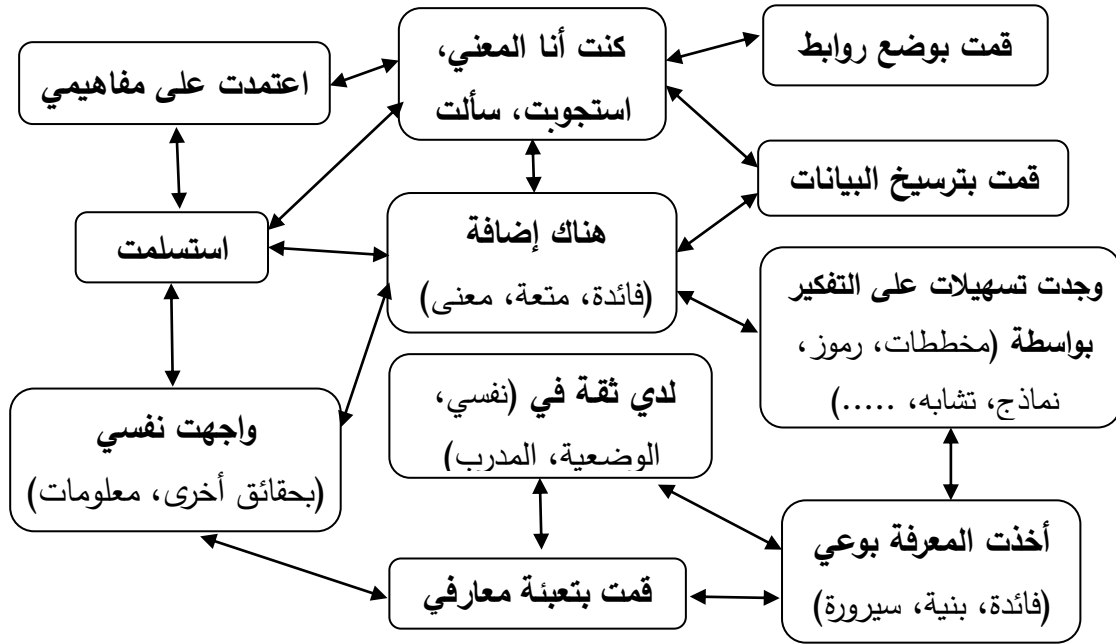 قمت بوضع روابط
كنت أنا المعني،
استجوبت، سألت
اعتمدت على مفاهيمي
قمت بترسيخ البيانات
هناك إضافة
(فائدة، متعة، معنى)
استسلمت
وجدت تسهيلات على التفكير
بواسطة (مخططات، رموز،
نماذج، تشابه، .....)
لدي ثقة في (نفسي،
الوضعية، المدرب)
واجهت نفسي
(بحقائق أخرى، معلومات)
أخذت المعرفة بوعي
(فائدة، بنية، سيرورة)
قمت بتعبئة معارفي